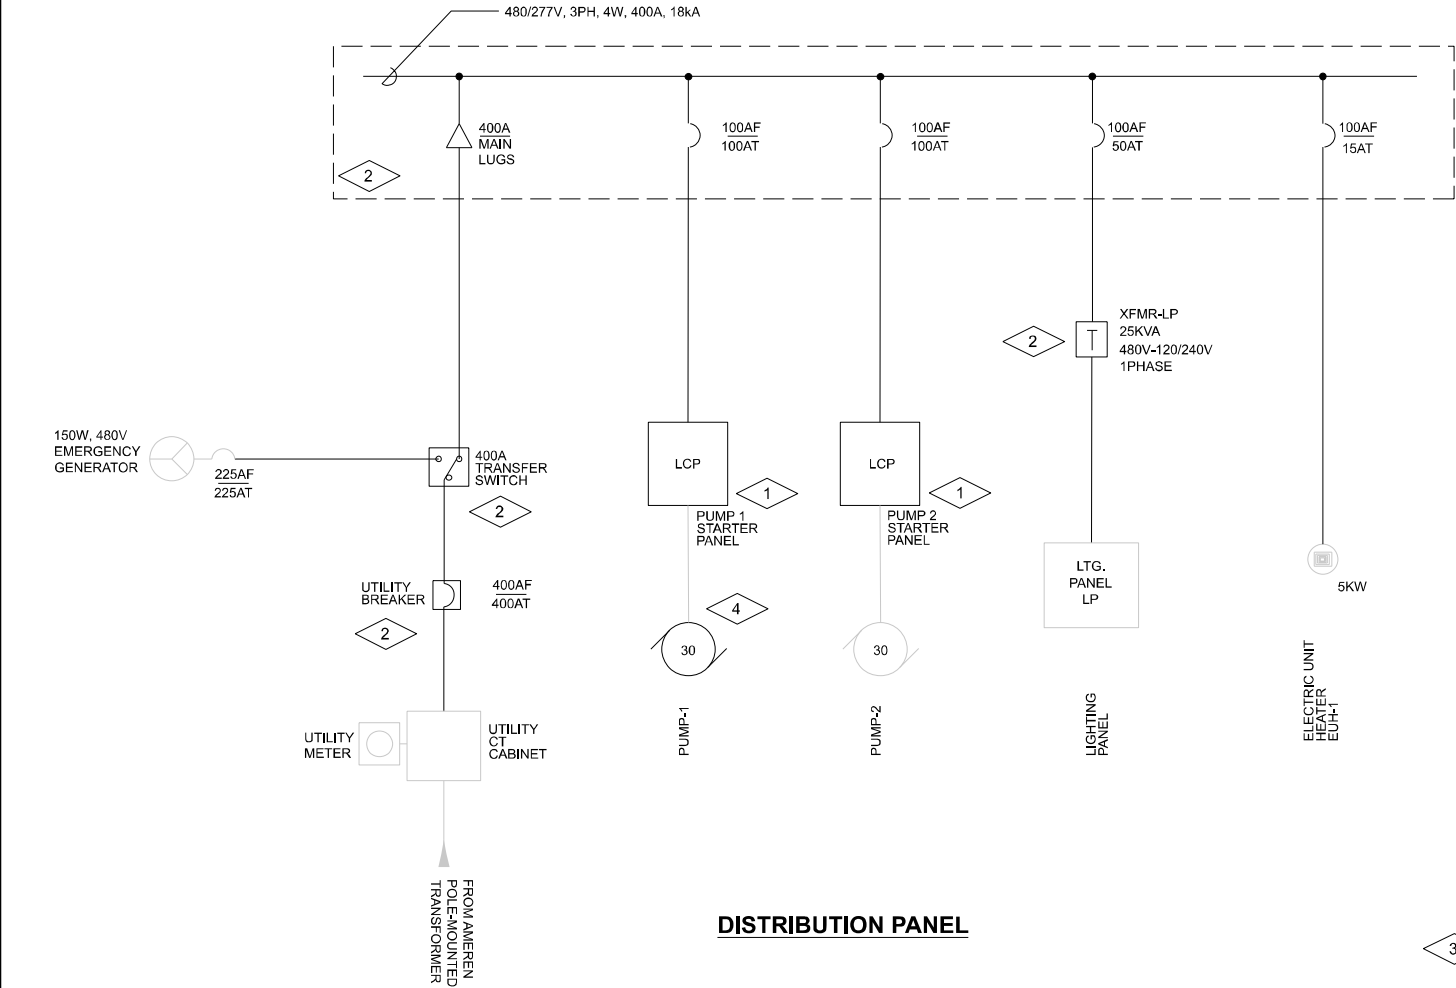 480/277V, 3PH, 4W, 400A, 18kA
400A
MAIN
LUGS
100AF
100AT
100AF
100AT
100AF
50AT
100AF
15AT
2
XFMR-LP
25KVA
480V-120/240V
1PHASE
2
T
150W, 480V
EMERGENCY
GENERATOR
225AF
225AT
400A
TRANSFER
SWITCH
2
LCP
1
PUMP 1
STARTER
PANEL
LCP
1
PUMP 2
STARTER
PANEL
UTILITY
BREAKER
400AF
400AT
2
4
30
30
LTG.
PANEL
LP
5KW
UTILITY
METER
UTILITY
CT
CABINET
PUMP-1
PUMP-2
LIGHTING
PANEL
ELECTRIC UNIT
HEATER
EUH-1
FROM AMEREN
POLE-MOUNTED
TRANSFORMER
DISTRIBUTION PANEL
3